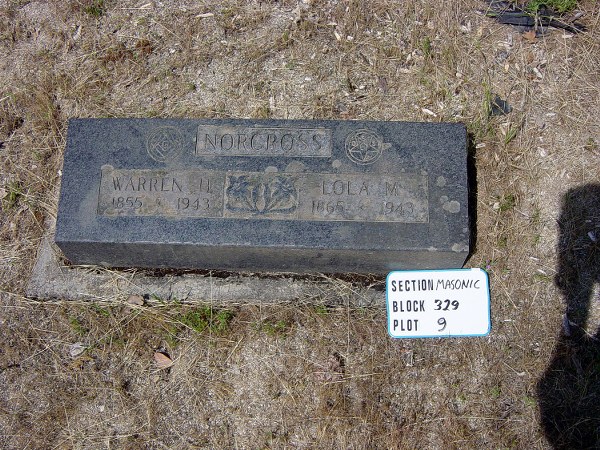 NORCROSS
WARREN H. LOLA M.
1855 1943 1865 1943
SECTION MASONIC
BLOCK 329
PLOT 9